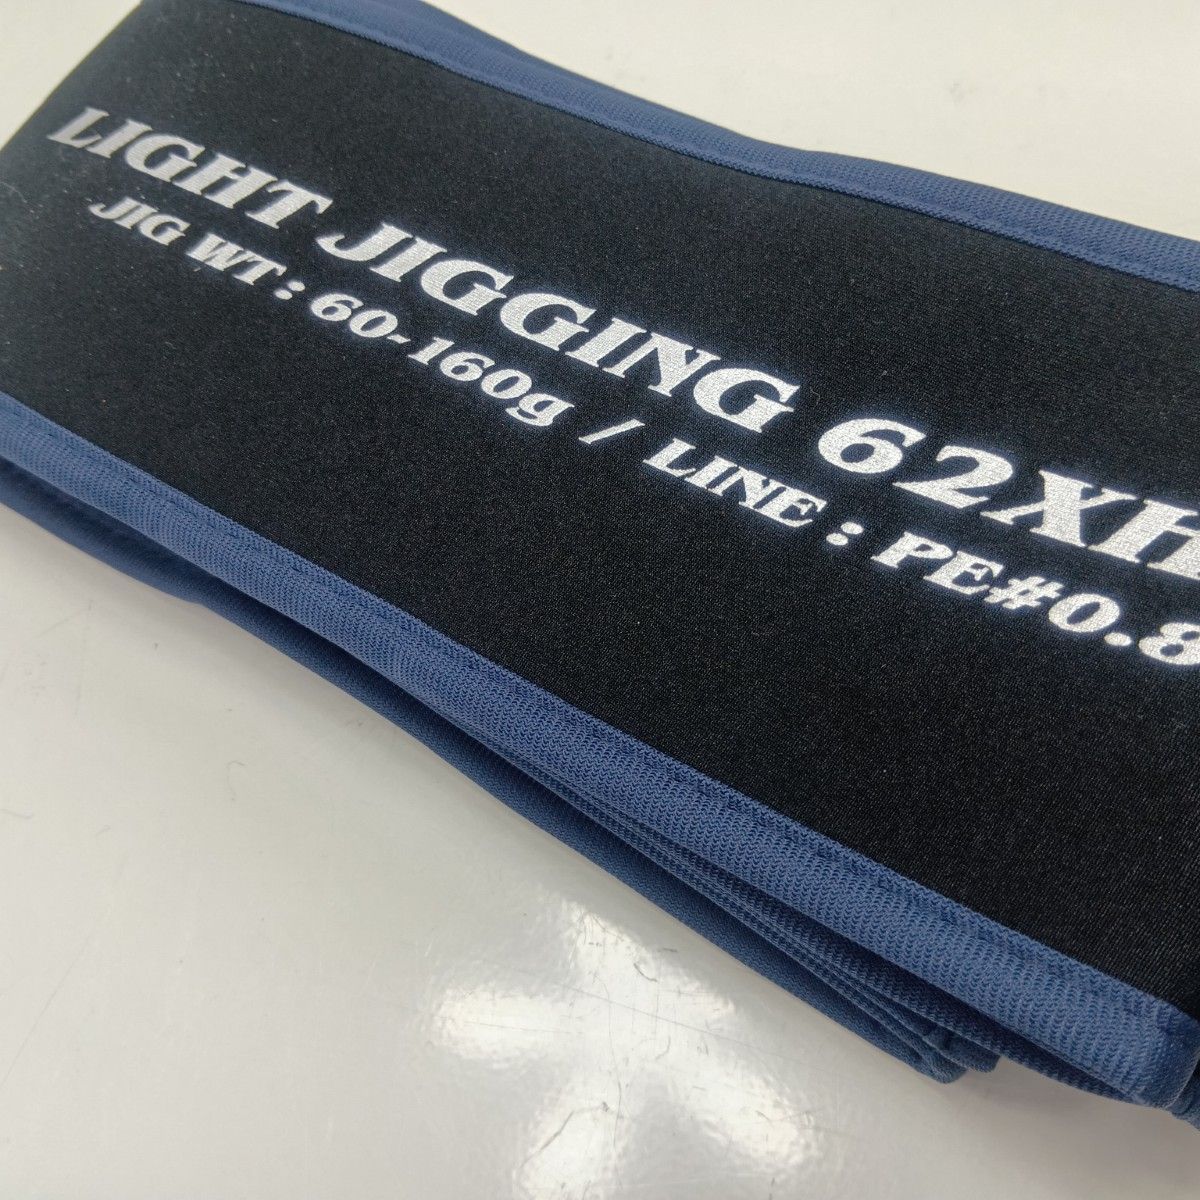 LIGHT JIGGING 62XH
JIG WT : 60-160g / LINE : PE#0.8